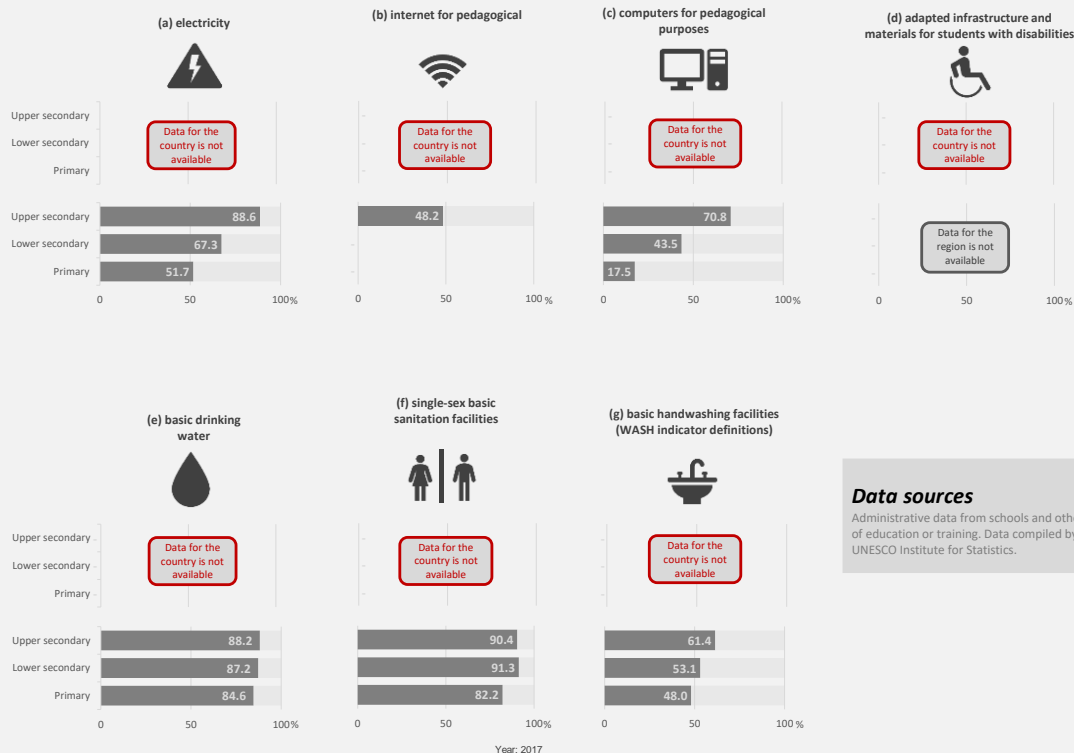 (a) electricity
(b) internet for pedagogical
(c) computers for pedagogical
purposes
(d) adapted infrastructure and
materials for students with disabilities
Upper secondary
Lower secondary
Primary
Data for the
country is not
available
Data for the
country is not
available
Data for the
country is not
available
Data for the
country is not
available
Upper secondary
Lower secondary
Primary
88.6
67.3
51.7
48.2
70.8
43.5
17.5
Data for the
region is not
available
0 50 100%
0 50 100%
0 50 100%
0 50 100%
(e) basic drinking
water
(f) single-sex basic
sanitation facilities
(g) basic handwashing facilities
(WASH indicator definitions)
Upper secondary
Lower secondary
Primary
Data for the
country is not
available
Data for the
country is not
available
Data for the
country is not
available
Upper secondary
Lower secondary
Primary
88.2
87.2
84.6
90.4
91.3
82.2
61.4
53.1
48.0
0 50 100%
0 50 100%
0 50 100%
Data sources
Administrative data from schools and othe
of education or training. Data compiled by
UNESCO Institute for Statistics.
Year: 2017